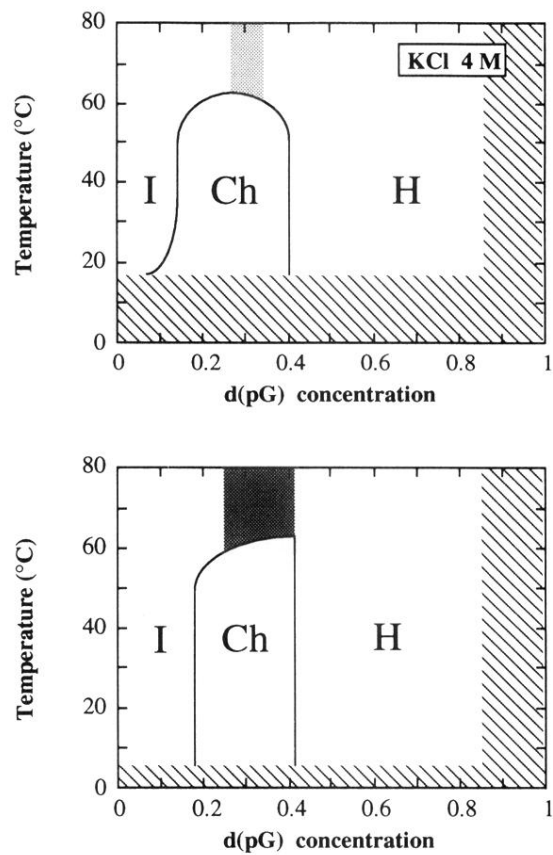 80
KCl 4 M
60
Temperature (°C)
I
Ch
H
40
20
0
0
0.2
0.4
0.6
0.8
1
d(pG) concentration
80
60
Temperature (°C)
I
Ch
H
40
20
0
0
0.2
0.4
0.6
0.8
1
d(pG) concentration